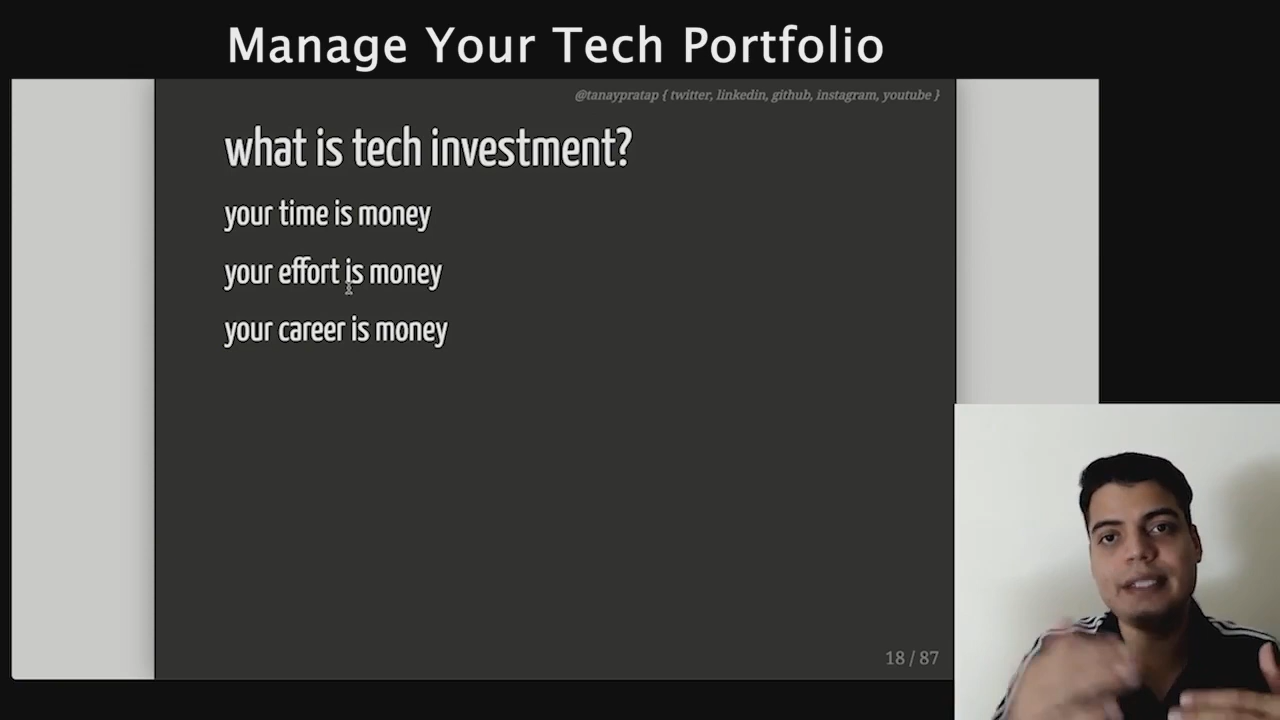 Manage Your Tech Portfolio
@tanaypratap { twitter, linkedin, github, instagram, youtube }
what is tech investment?
your time is money
your effort is money
your career is money
18 / 87